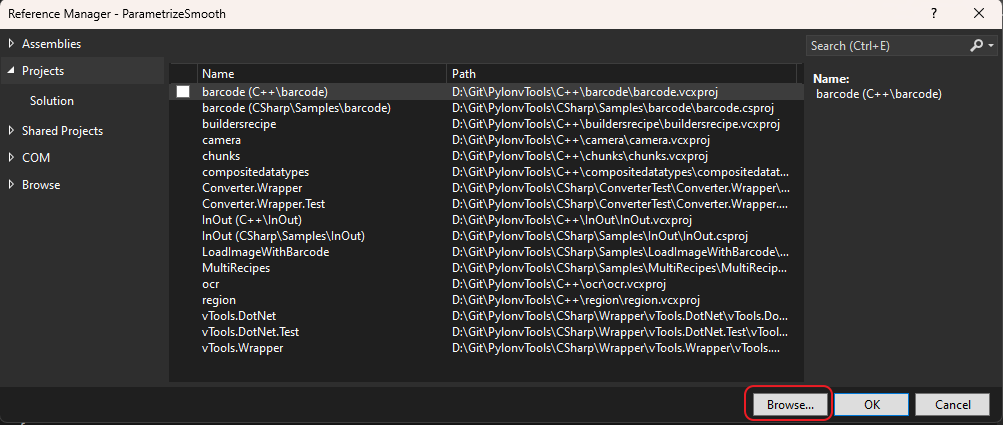 Reference Manager - ParametrizeSmooth
? 
Assemblies
Projects
Solution
Shared Projects
COM
Browse
Name Path
barcode (C++\barcode) D:\Git\PylonvTools\C++\barcode\barcode.vcxproj
barcode (CSharp\Samples\barcode) D:\Git\PylonvTools\CSharp\Samples\barcode\barcode.csproj
buildersrecipe D:\Git\PylonvTools\C++\buildersrecipe\buildersrecipe.vcxproj
camera D:\Git\PylonvTools\C++\camera\camera.vcxproj
chunks D:\Git\PylonvTools\C++\chunks\chunks.vcxproj
compositedatatypes D:\Git\PylonvTools\C++\compositedatatypes\compositedatat...
Converter.Wrapper D:\Git\PylonvTools\CSharp\ConverterTest\Converter.Wrapper\...
Converter.Wrapper.Test D:\Git\PylonvTools\CSharp\ConverterTest\Converter.Wrapper....
InOut (C++\InOut) D:\Git\PylonvTools\C++\InOut\InOut.vcxproj
InOut (CSharp\Samples\InOut) D:\Git\PylonvTools\CSharp\Samples\InOut\InOut.csproj
LoadImageWithBarcode D:\Git\PylonvTools\CSharp\Samples\LoadImageWithBarcode\...
MultiRecipes D:\Git\PylonvTools\CSharp\Samples\MultiRecipes\MultiRecip...
ocr D:\Git\PylonvTools\C++\ocr\ocr.vcxproj
region D:\Git\PylonvTools\C++\region\region.vcxproj
vTools.DotNet D:\Git\PylonvTools\CSharp\Wrapper\vTools.DotNet\vTools.Do...
vTools.DotNet.Test D:\Git\PylonvTools\CSharp\Wrapper\vTools.DotNet.Test\vTool...
vTools.Wrapper D:\Git\PylonvTools\CSharp\Wrapper\vTools.Wrapper\vTools....
Search (Ctrl+E)
Name:
barcode (C++\barcode)
Browse... OK Cancel